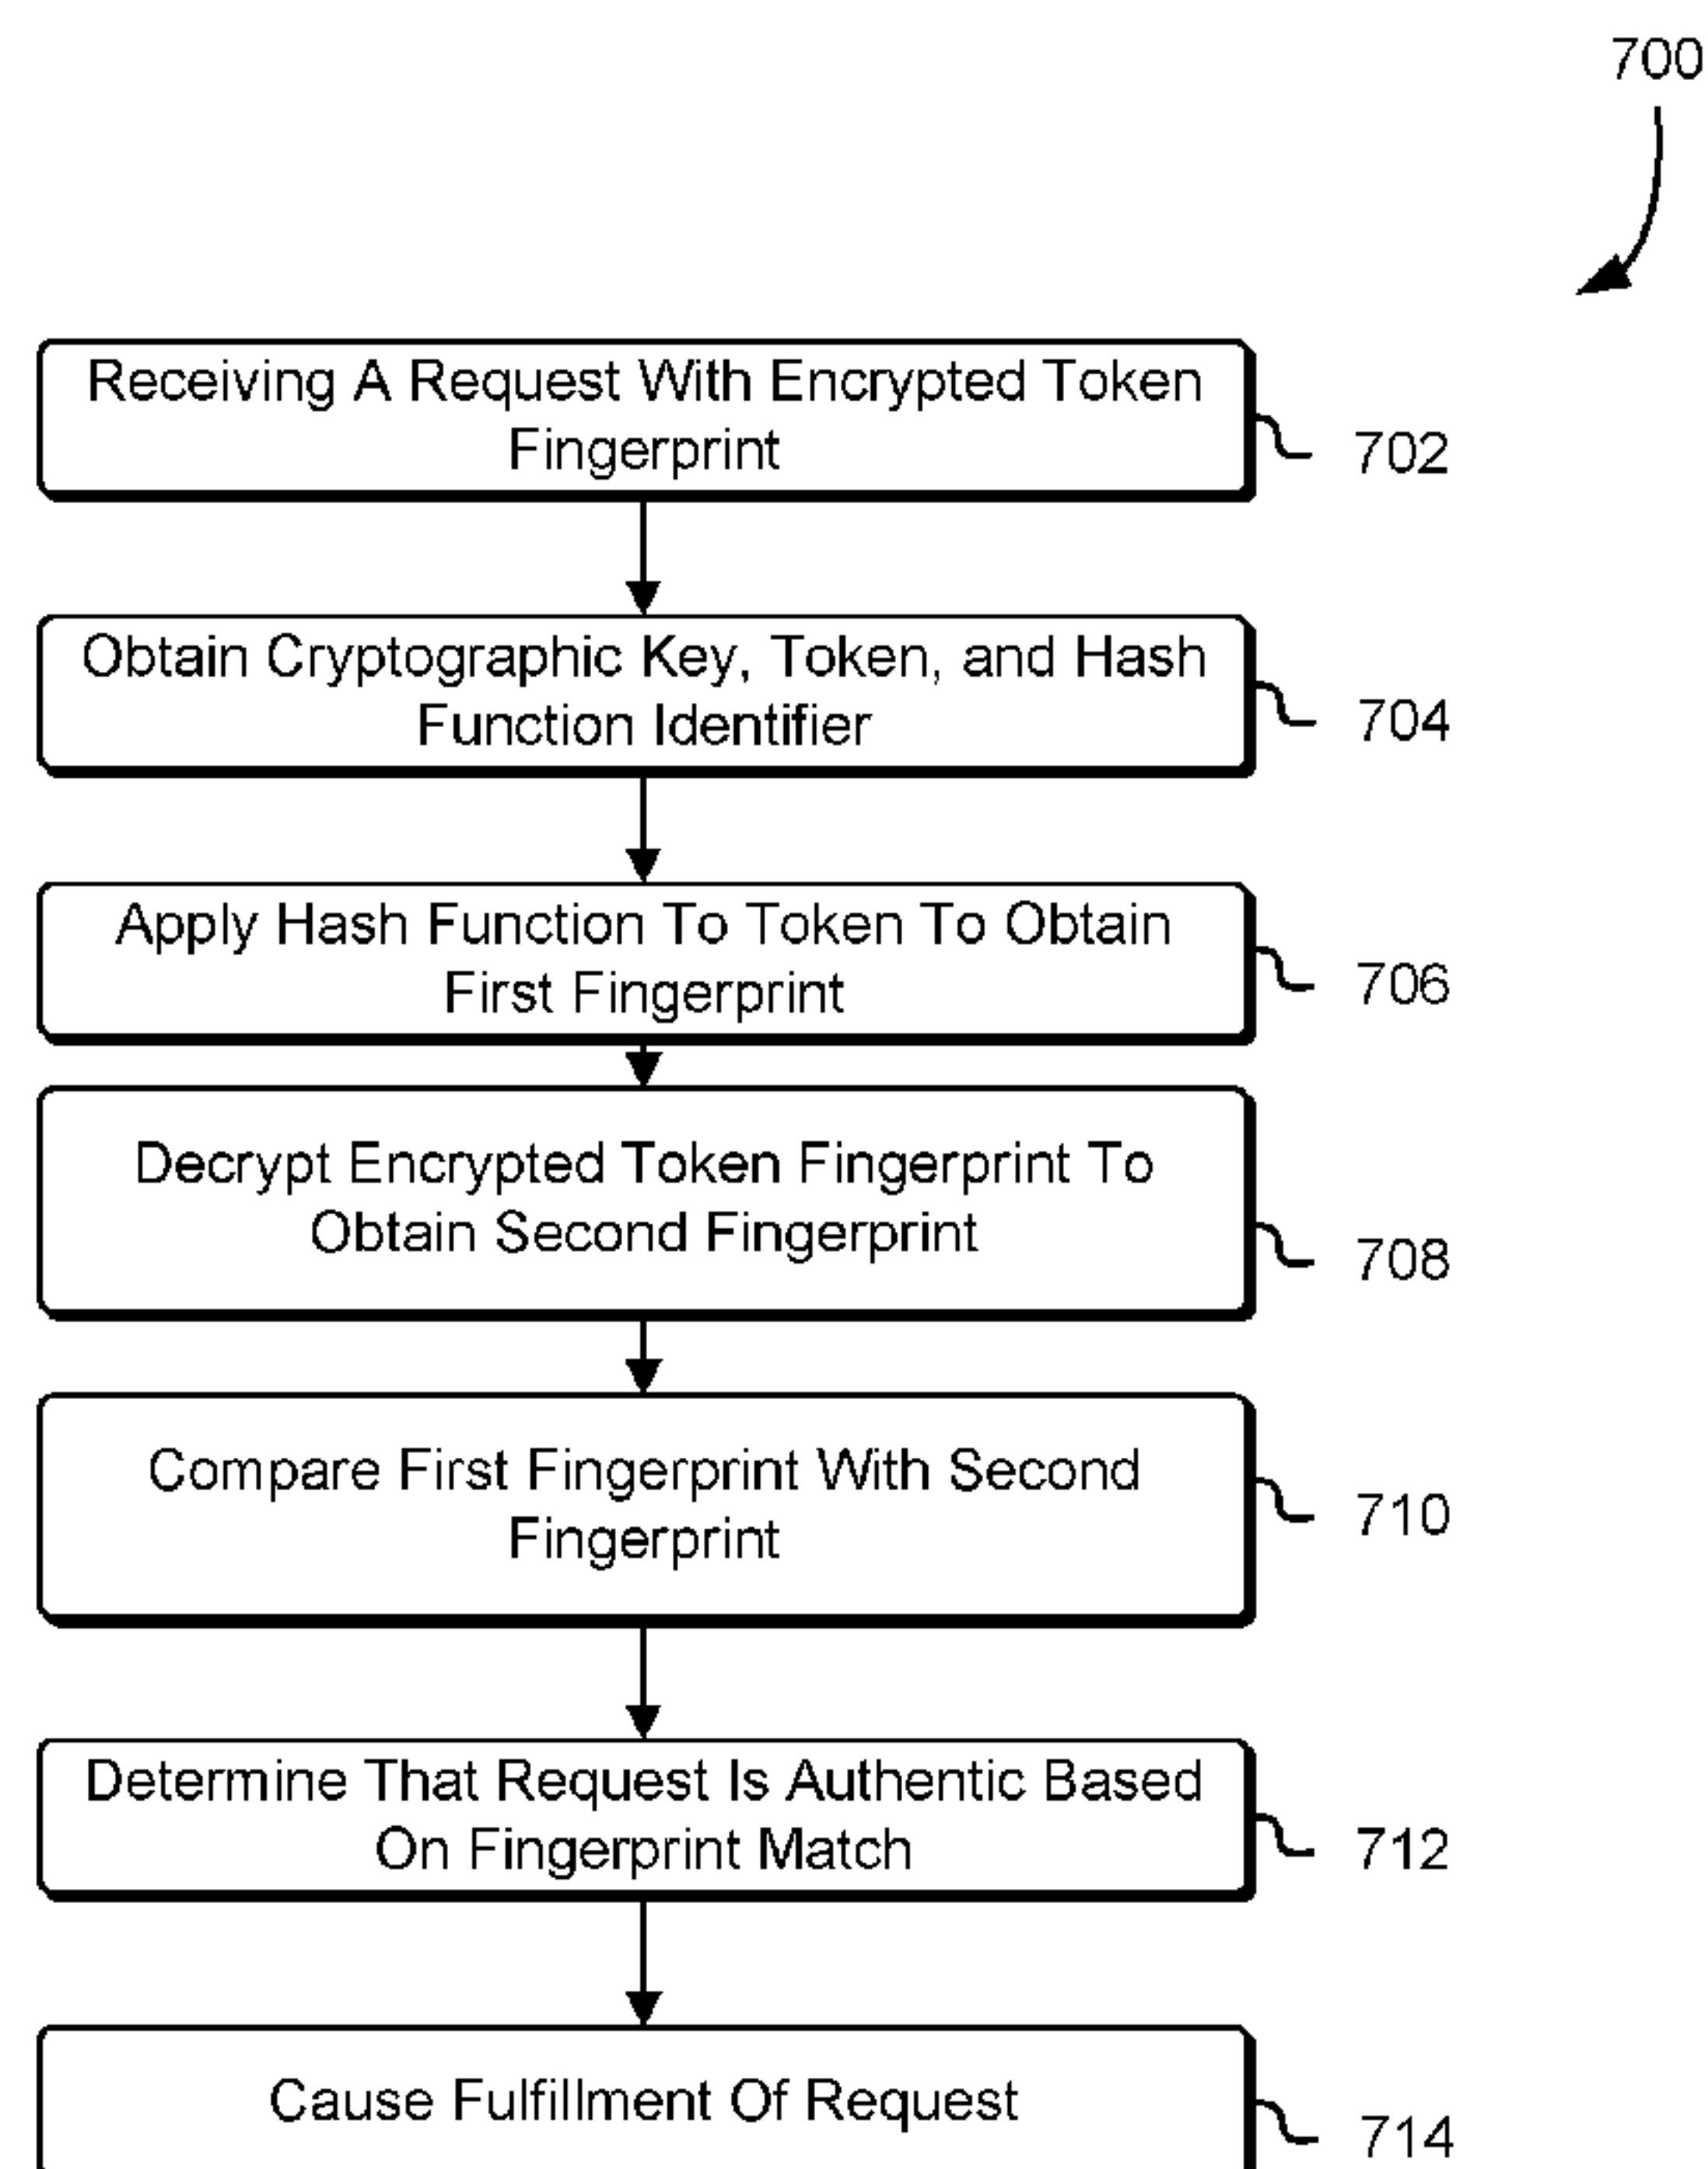 700
Receiving A Request With Encrypted Token
Fingerprint
702
Obtain Cryptographic Key, Token, and Hash
Function Identifier
704
Apply Hash Function To Token To Obtain
First Fingerprint
706
Decrypt Encrypted Token Fingerprint To
Obtain Second Fingerprint
708
Compare First Fingerprint With Second
Fingerprint
710
Determine That Request Is Authentic Based
On Fingerprint Match
712
Cause Fulfillment Of Request
714